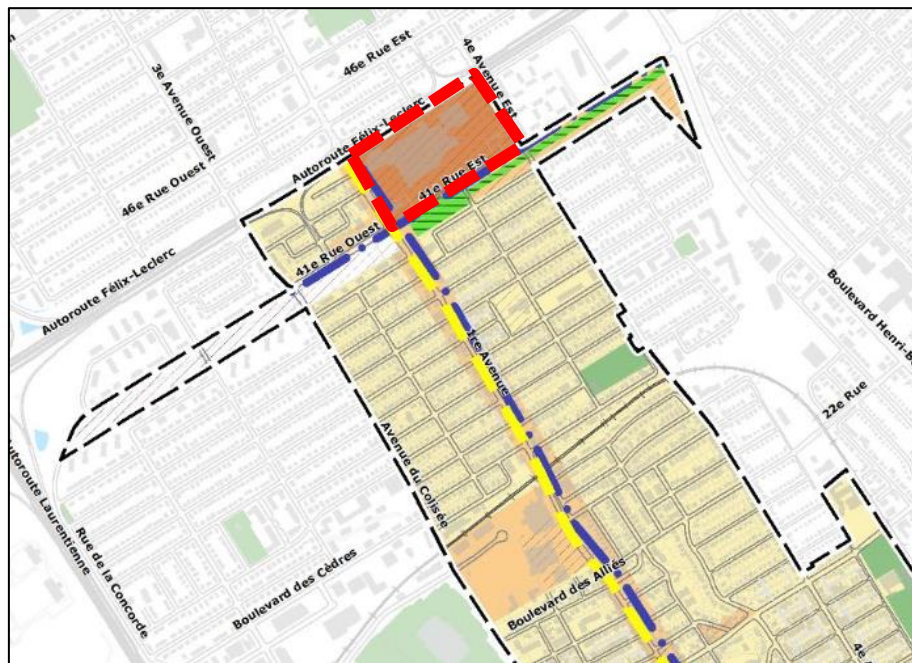 46e Rue Est
4e Avenue Est
3e Avenue Ouest
Autoroute Félix-Leclerc
46e Rue Ouest
41e Rue Est
41e Rue Ouest
Autoroute Félix-Leclerc
1re Avenue
Boulevard Henri-B
22e Rue
Avenue du Colisée
Autoroute Laurentienne
Rue de la Concorde
Boulevard des Cèdres
Boulevard des Alliés
4e